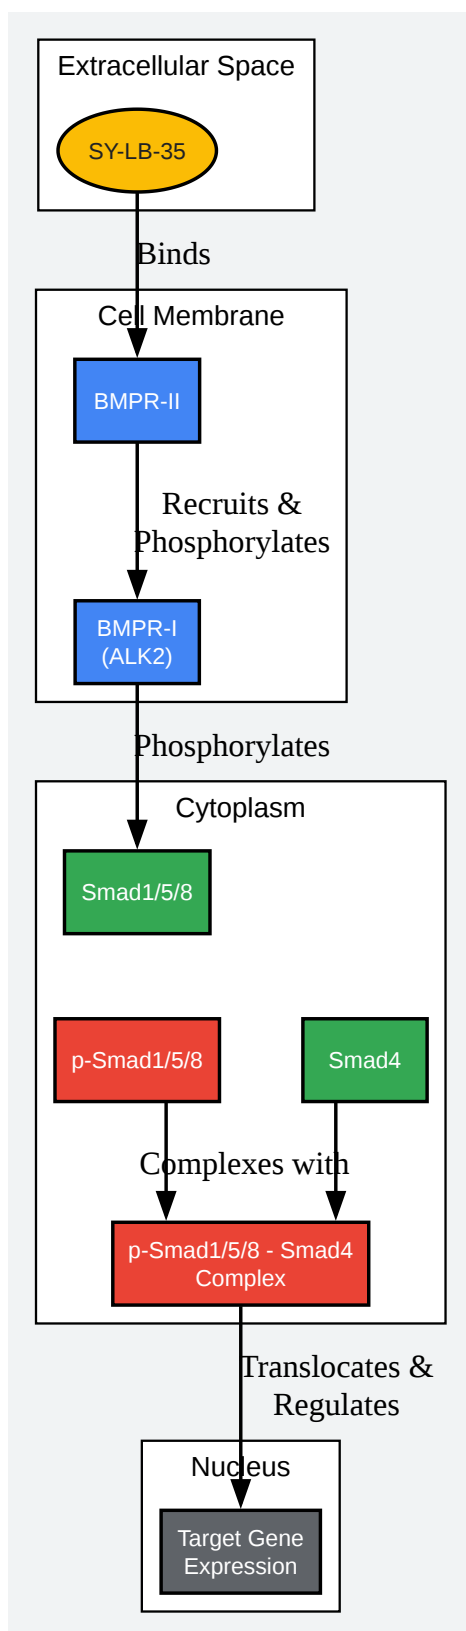 Extracellular Space
SY-LB-35
Binds
Cell Membrane
BMPR-II
Recruits &
Phosphorylates
BMPR-I
(ALK2)
Phosphorylates
Cytoplasm
Smad1/5/8
p-Smad1/5/8
Smad4
Complexes with
p-Smad1/5/8 - Smad4
Complex
Translocates &
Regulates
Nucleus
Target Gene
Expression